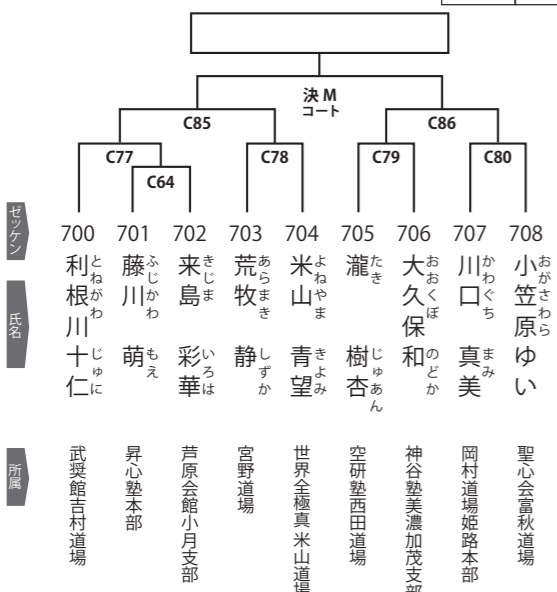 決 M
コート
C85
C86
C77
C78
C79
C80
C64
ゼッケン
700
701
702
703
704
705
706
707
708
氏名
利根川 十仁
とねがわ じゅに
藤川 萌
ふじかわ もえ
来島 彩華
きじま いろは
荒牧 静
あらまき しずか
米山 青望
よねやま きよみ
瀧 樹杏
たき じゅあん
大久保 和
おおくぼ のどか
川口 真美
かわぐち まみ
小笠原 ゆい
おがさわら
所属
武奨館吉村道場
昇心塾本部
芦原会館小月支部
宮野道場
世界全極真 米山道場
空研塾西田道場
神谷塾美濃加茂支部
岡村道場姫路本部
聖心会富秋道場